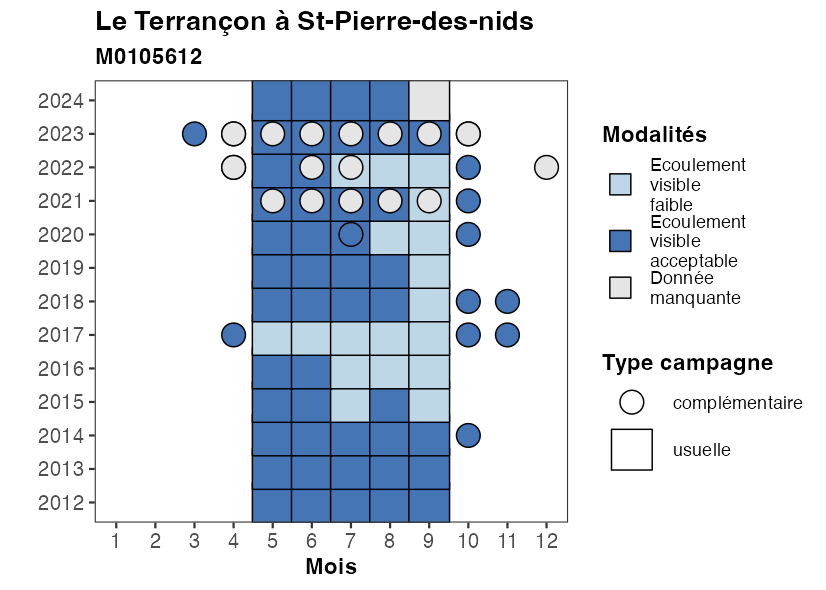 Le Terrançon à St-Pierre-des-nids
M0105612
2024
2023
2022
2021
2020
2019
2018
2017
2016
2015
2014
2013
2012
1 2 3 4 5 6 7 8 9 10 11 12
Mois
Modalités
Ecoulement
visible
faible
Ecoulement
visible
acceptable
Donnée
manquante
Type campagne
complémentaire
usuelle